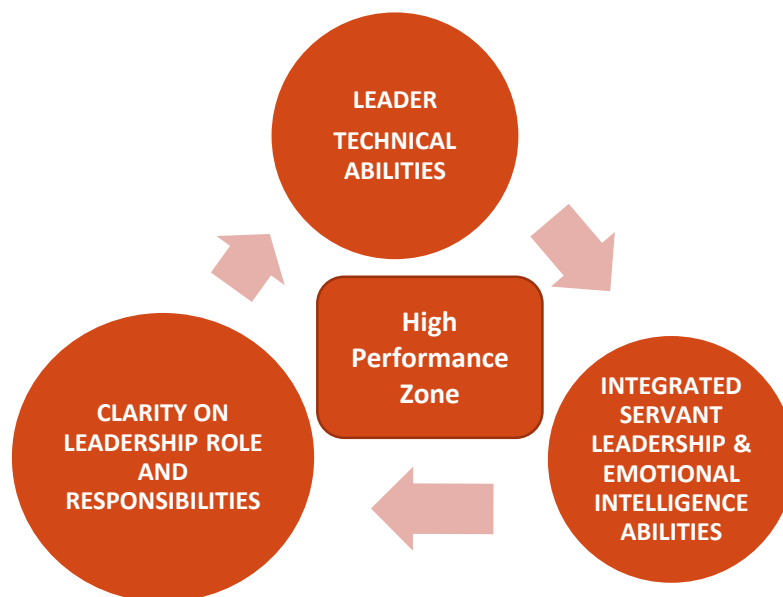 LEADER
TECHNICAL
ABILITIES
High
Performance
Zone
CLARITY ON
LEADERSHIP ROLE
AND
RESPONSIBILITIES
INTEGRATED
SERVANT
LEADERSHIP &
EMOTIONAL
INTELLIGENCE
ABILITIES